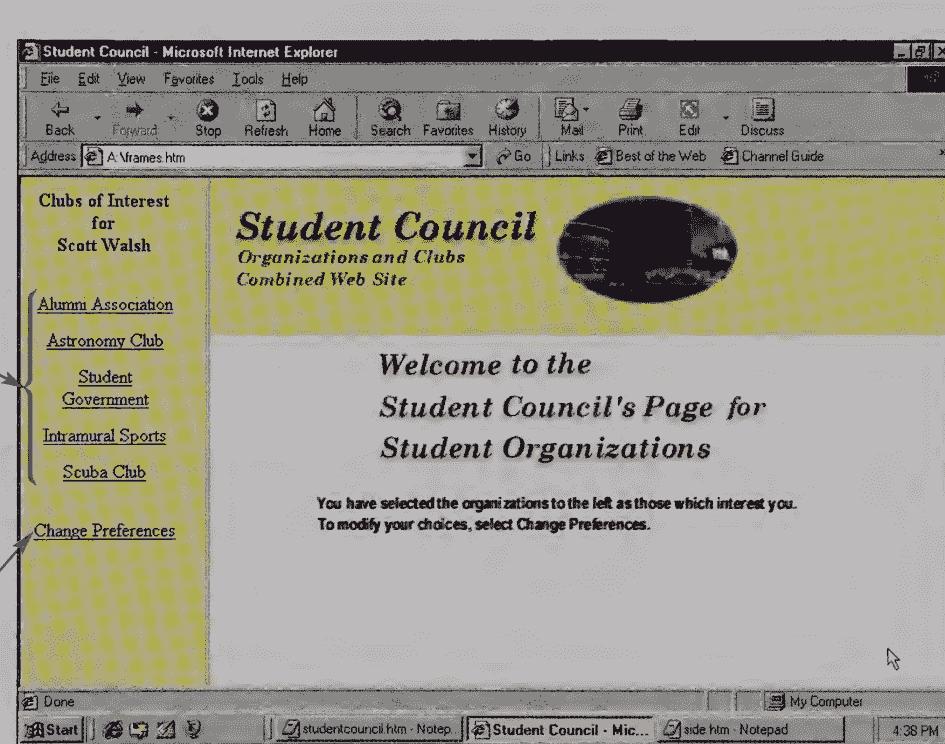 Student Council - Microsoft Internet Explorer
File Edit View Favorites Tools Help
Back Forward Stop Refresh Home Search Favorites History Mail Print Edit Discuss
Address A:\frames.htm Go Links Best of the Web Channel Guide
Clubs of Interest
for
Scott Walsh
Alumni Association
Astronomy Club
Student
Government
Intramural Sports
Scuba Club
Change Preferences
Student Council
Organizations and Clubs
Combined Web Site
Welcome to the
Student Council's Page for
Student Organizations
You have selected the organizations to the left as those which interest you.
To modify your choices, select Change Preferences.
Done My Computer
Start studentcouncil.htm - Notep... Student Council - Mic... side.htm - Notepad 4:38 PM